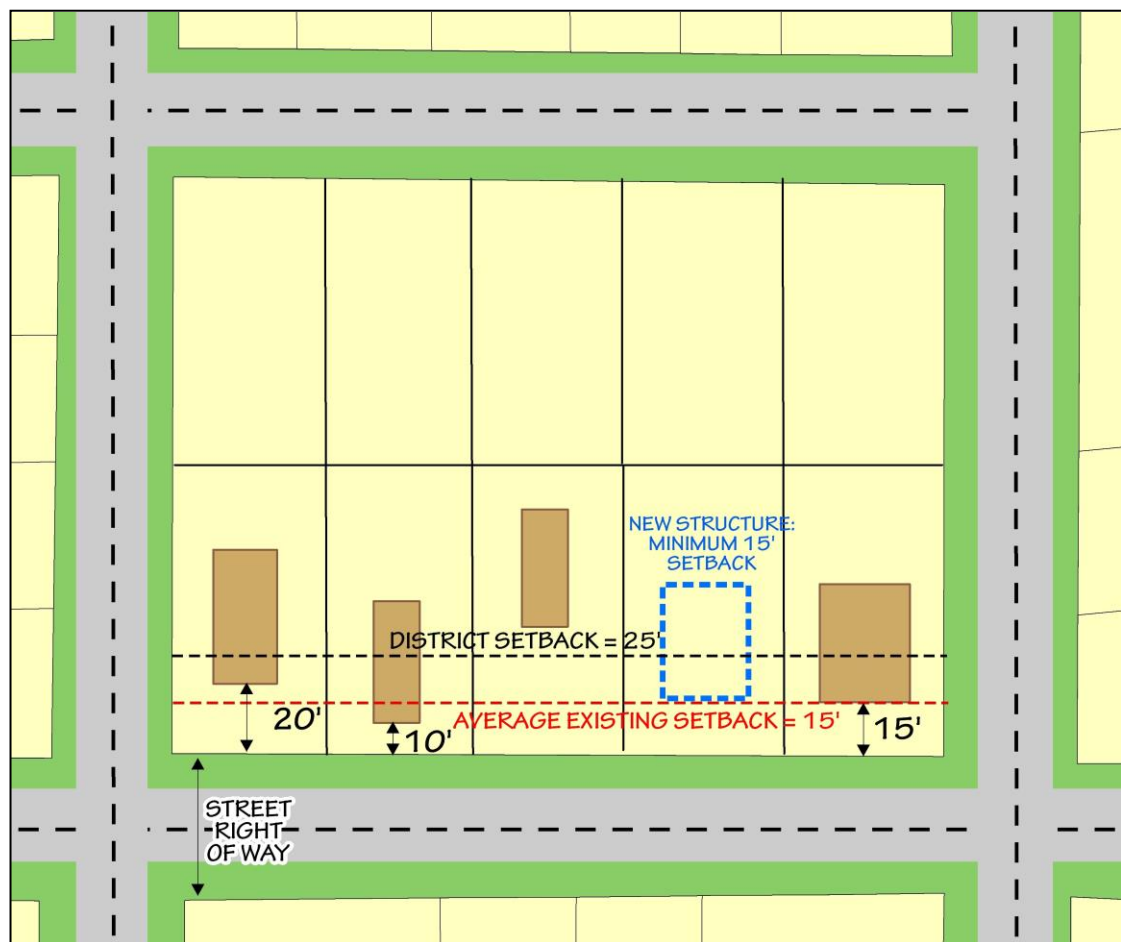 NEW STRUCTURE:
MINIMUM 15'
SETBACK
DISTRICT SETBACK = 25'
20'
10'
AVERAGE EXISTING SETBACK = 15'
15'
STREET
RIGHT
OF WAY